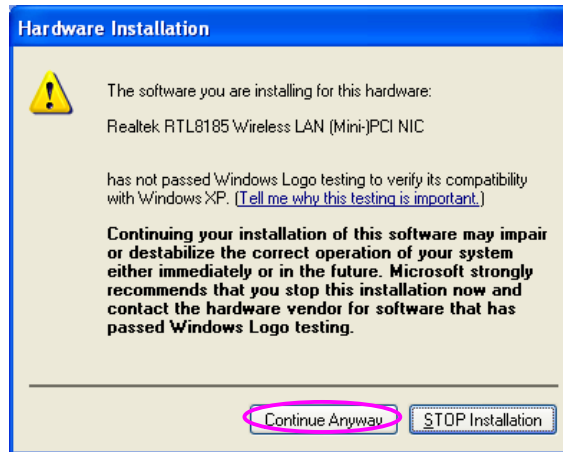 Hardware Installation
The software you are installing for this hardware:
Realtek RTL8185 Wireless LAN (Mini-)PCI NIC
has not passed Windows Logo testing to verify its compatibility
with Windows XP. (Tell me why this testing is important.)
Continuing your installation of this software may impair
or destabilize the correct operation of your system
either immediately or in the future. Microsoft strongly
recommends that you stop this installation now and
contact the hardware vendor for software that has
passed Windows Logo testing.
Continue Anyway
STOP Installation